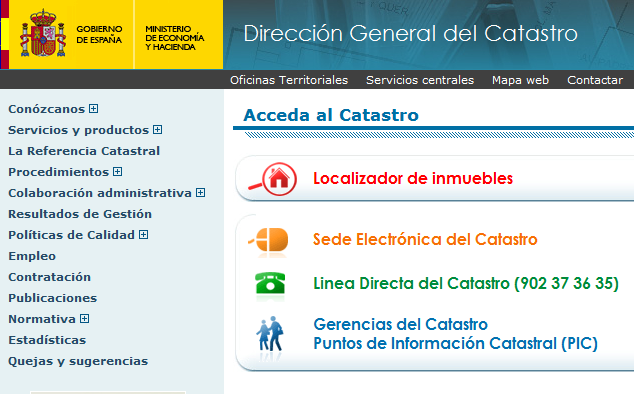 GOBIERNO
DE ESPAÑA
MINISTERIO
DE ECONOMÍA
Y HACIENDA
Dirección General del Catastro
Oficinas Territoriales Servicios centrales Mapa web Contactar
Conózcanos
Servicios y productos
La Referencia Catastral
Procedimientos
Colaboración administrativa
Resultados de Gestión
Políticas de Calidad
Empleo
Contratación
Publicaciones
Normativa
Estadísticas
Quejas y sugerencias
Acceda al Catastro
Localizador de inmuebles
Sede Electrónica del Catastro
Linea Directa del Catastro (902 37 36 35)
Gerencias del Catastro
Puntos de Información Catastral (PIC)